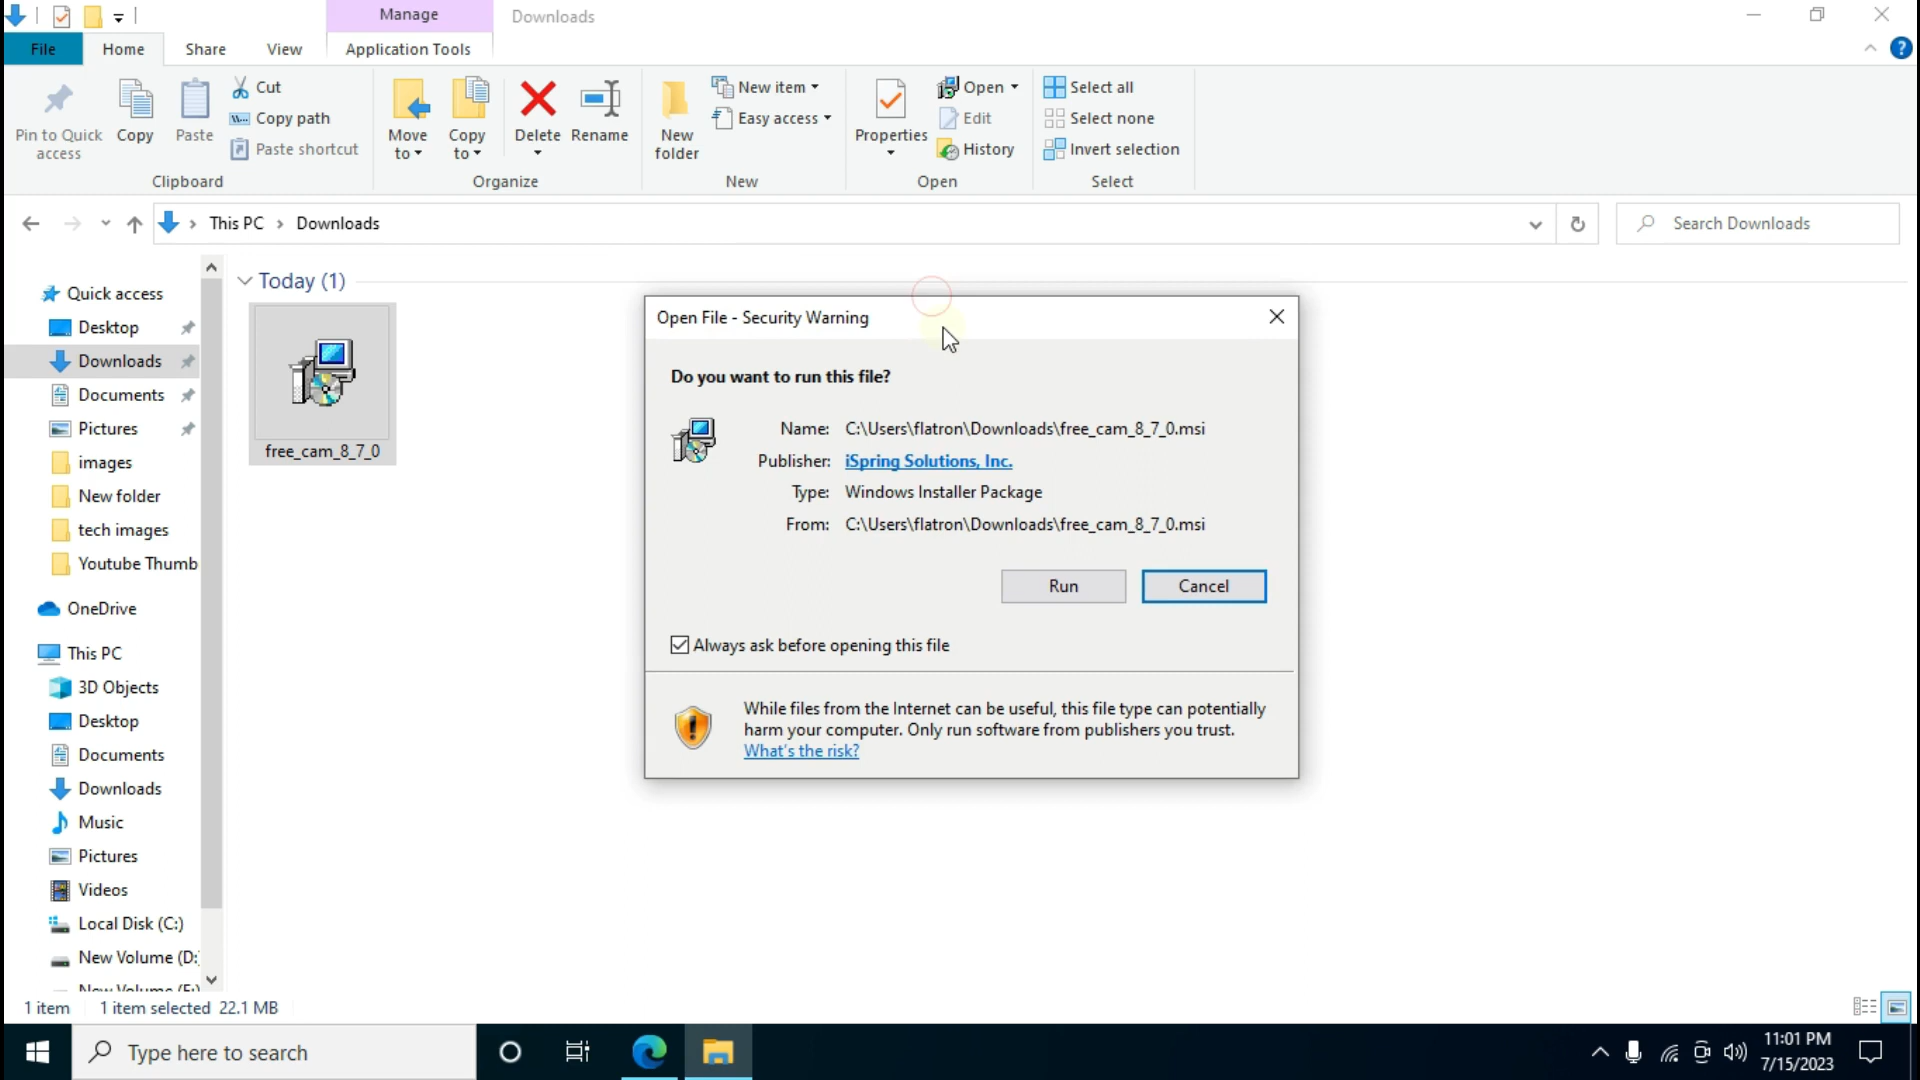 Manage
Downloads
File
Home
Share
View
Application Tools
Pin to Quick access
Copy
Paste
Cut
Copy path
Paste shortcut
Clipboard
Move to
Copy to
Delete
Rename
Organize
New folder
New item
Easy access
New
Properties
Open
Edit
History
Open
Select all
Select none
Invert selection
Select
This PC
Downloads
Search Downloads
Quick access
Desktop
Downloads
Documents
Pictures
images
New folder
tech images
Youtube Thumb
OneDrive
This PC
3D Objects
Desktop
Documents
Downloads
Music
Pictures
Videos
Local Disk (C:)
New Volume (D:
Today (1)
free_cam_8_7_0
Open File - Security Warning
Do you want to run this file?
Name: C:\Users\flatron\Downloads\free_cam_8_7_0.msi
Publisher: iSpring Solutions, Inc.
Type: Windows Installer Package
From: C:\Users\flatron\Downloads\free_cam_8_7_0.msi
Run
Cancel
Always ask before opening this file
While files from the Internet can be useful, this file type can potentially
harm your computer. Only run software from publishers you trust.
What's the risk?
1 item
1 item selected 22.1 MB
Type here to search
11:01 PM
7/15/2023